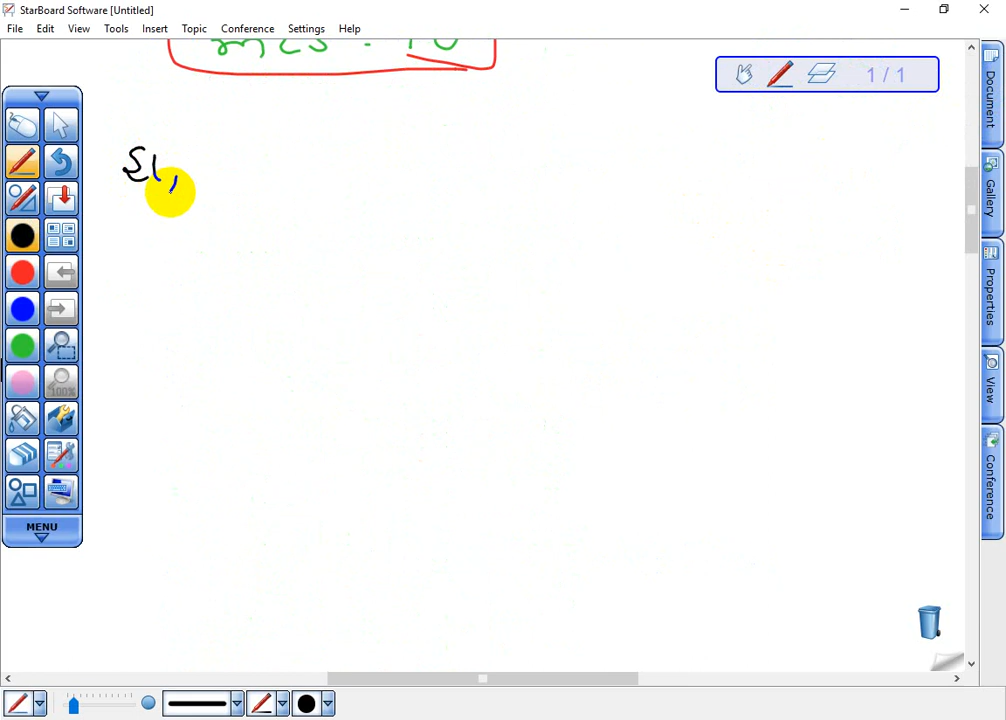 StarBoard Software [Untitled]
File Edit View Tools Insert Topic Conference Settings Help
1 / 1
Document
Gallery
Properties
View
Conference
100%
MENU